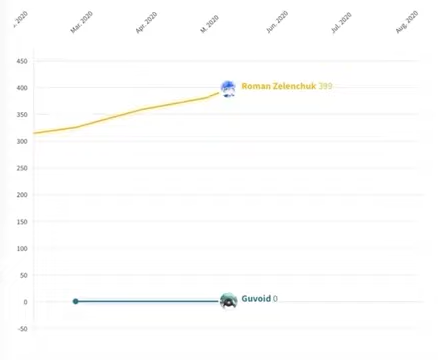 . 2020
Mar. 2020
Apr. 2020
M. 2020
Jun. 2020
Jul. 2020
Aug. 2020
450
400
Roman Zelenchuk 399
350
300
250
200
150
100
50
0
Guvoid 0
-50